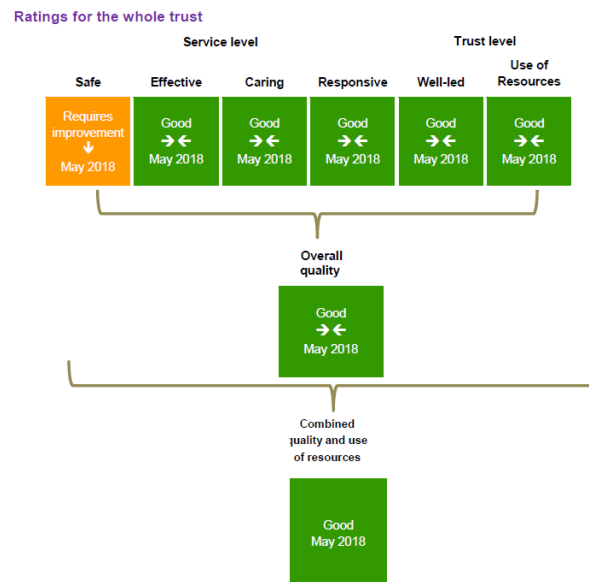 Ratings for the whole trust
Service level
Trust level
Safe
Effective
Caring
Responsive
Well-led
Use of
Resources
Requires
improvement
↓
May 2018
Good
→←
May 2018
Good
→←
May 2018
Good
→←
May 2018
Good
→←
May 2018
Good
→←
May 2018
Overall
quality
Good
→←
May 2018
Combined
quality and use
of resources
Good
May 2018